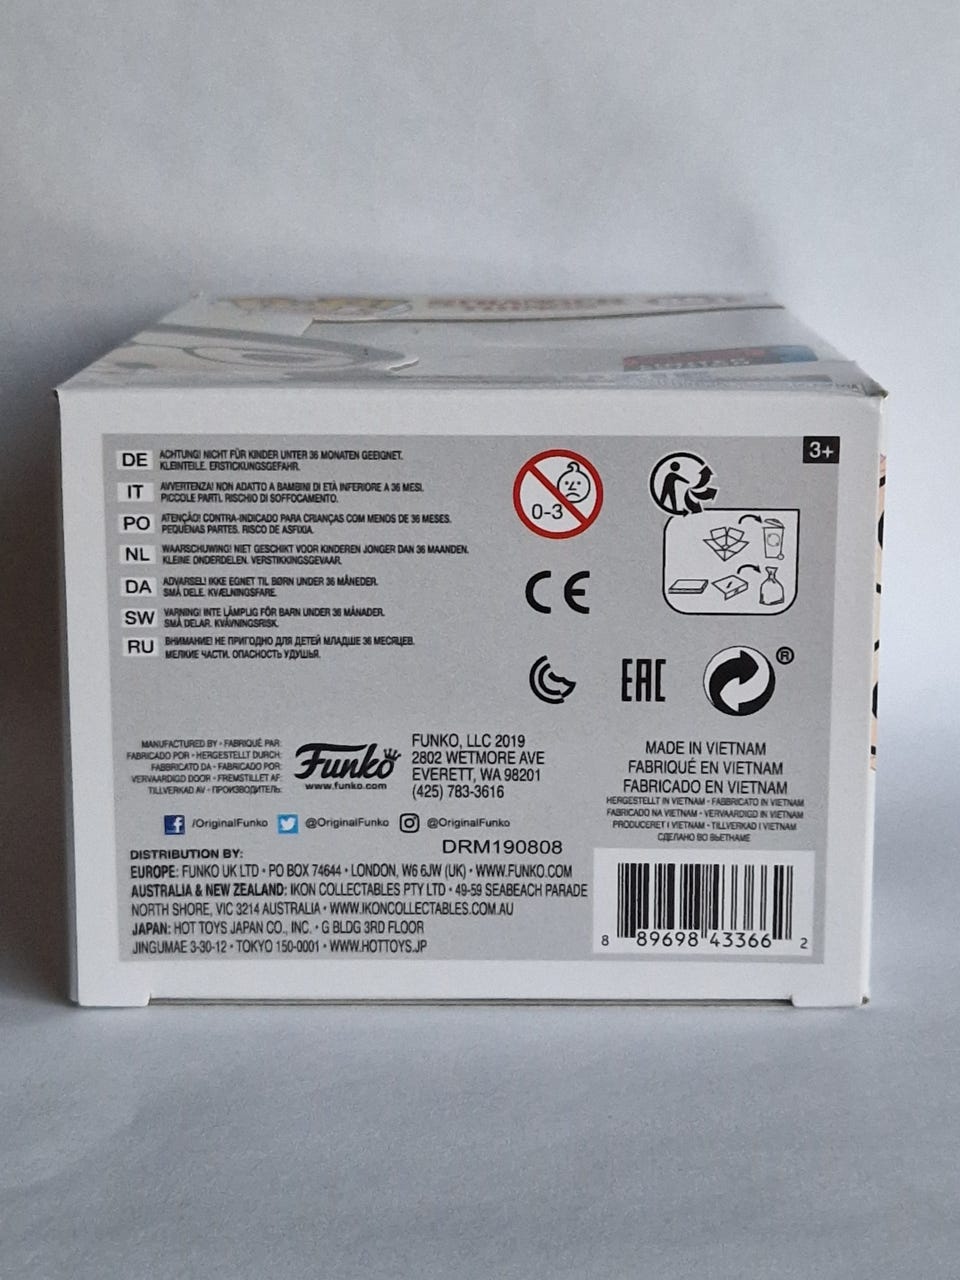 3+
DE ACHTUNG! NICHT FÜR KINDER UNTER 36 MONATEN GEEIGNET.
KLEINTEILE. ERSTICKUNGSGEFAHR.
IT AVVERTENZA! NON ADATTO A BAMBINI DI ETÀ INFERIORE A 36 MESI.
PICCOLE PARTI. RISCHIO DI SOFFOCAMENTO.
PO ATENÇÃO! CONTRA-INDICADO PARA CRIANÇAS COM MENOS DE 36 MESES.
PEQUENAS PARTES. RISCO DE ASFIXIA.
NL WAARSCHUWING! NIET GESCHIKT VOOR KINDEREN JONGER DAN 36 MAANDEN.
KLEINE ONDERDELEN. VERSTIKKINGSGEVAAR.
DA ADVARSEL! IKKE EGNET TIL BØRN UNDER 36 MÅNEDER.
SMÅ DELE. KVÆLNINGSFARE.
SW VARNING! INTE LÄMPLIG FÖR BARN UNDER 36 MÅNADER.
SMÅ DELAR. KVÄVNINGSRISK.
RU ВНИМАНИЕ! НЕ ПРИГОДНО ДЛЯ ДЕТЕЙ МЛАДШЕ 36 МЕСЯЦЕВ.
МЕЛКИЕ ЧАСТИ. ОПАСНОСТЬ УДУШЬЯ.
0-3
CE
EAC
®
MANUFACTURED BY • FABRIQUÉ PAR:
FABRICADO POR • HERGESTELLT DURCH:
FABBRICATO DA • FABRICADO POR:
VERVAARDIGD DOOR • FREMSTILLET AF:
TILLVERKAD AV • ПРОИЗВОДИТЕЛЬ:
Funko
www.funko.com
FUNKO, LLC 2019
2802 WETMORE AVE
EVERETT, WA 98201
(425) 783-3616
MADE IN VIETNAM
FABRIQUÉ EN VIETNAM
FABRICADO EN VIETNAM
HERGESTELLT IN VIETNAM • FABBRICATO IN VIETNAM
FABRICADO NA VIETNAM • VERVAARDIGD IN VIETNAM
PRODUCERET I VIETNAM • TILLVERKAD I VIETNAM
СДЕЛАНО ВО ВЬЕТНАМЕ
/OriginalFunko @OriginalFunko @OriginalFunko
DRM190808
DISTRIBUTION BY:
EUROPE: FUNKO UK LTD • PO BOX 74644 • LONDON, W6 6JW (UK) • WWW.FUNKO.COM
AUSTRALIA & NEW ZEALAND: IKON COLLECTABLES PTY LTD • 49-59 SEABEACH PARADE
NORTH SHORE, VIC 3214 AUSTRALIA • WWW.IKONCOLLECTABLES.COM.AU
JAPAN: HOT TOYS JAPAN CO., INC. • G BLDG 3RD FLOOR
JINGUMAE 3-30-12 • TOKYO 150-0001 • WWW.HOTTOYS.JP
8 89698 43366 2